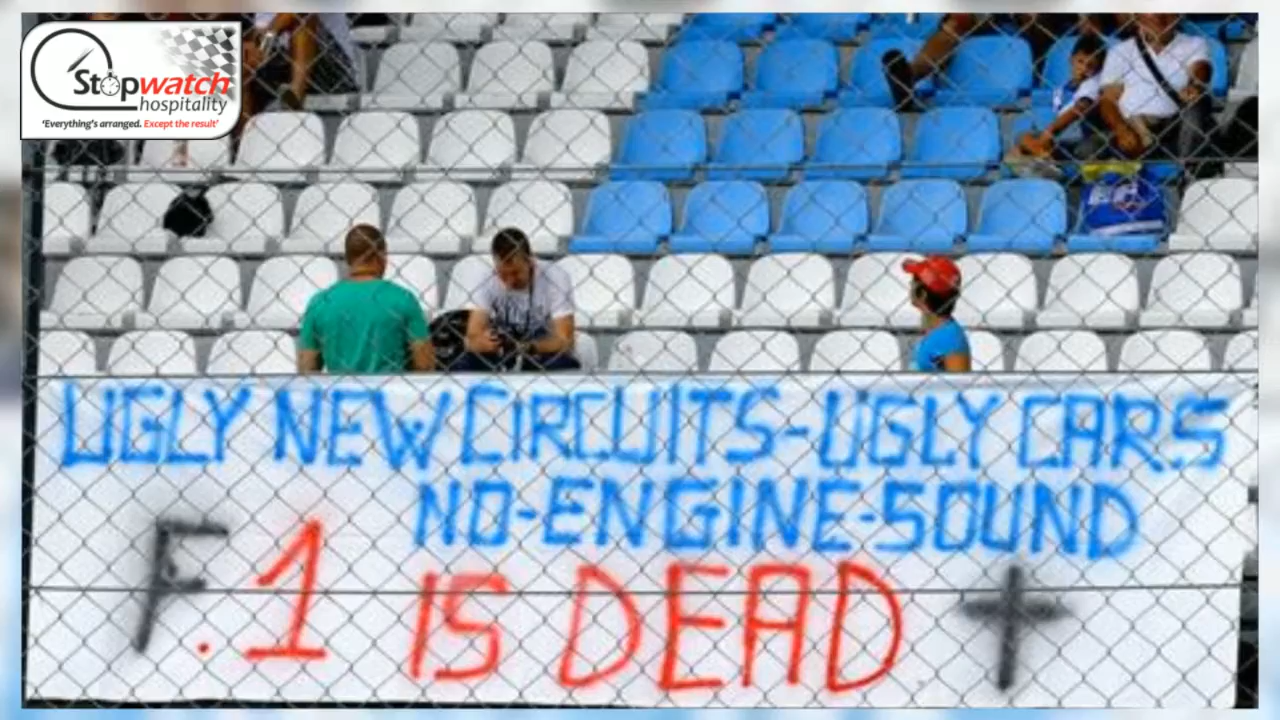 Stopwatch
hospitality
'Everything's arranged. Except the result'
UGLY NEW CIRCUITS-UGLY CARS
NO-ENGINE-SOUND
F.1 IS DEAD